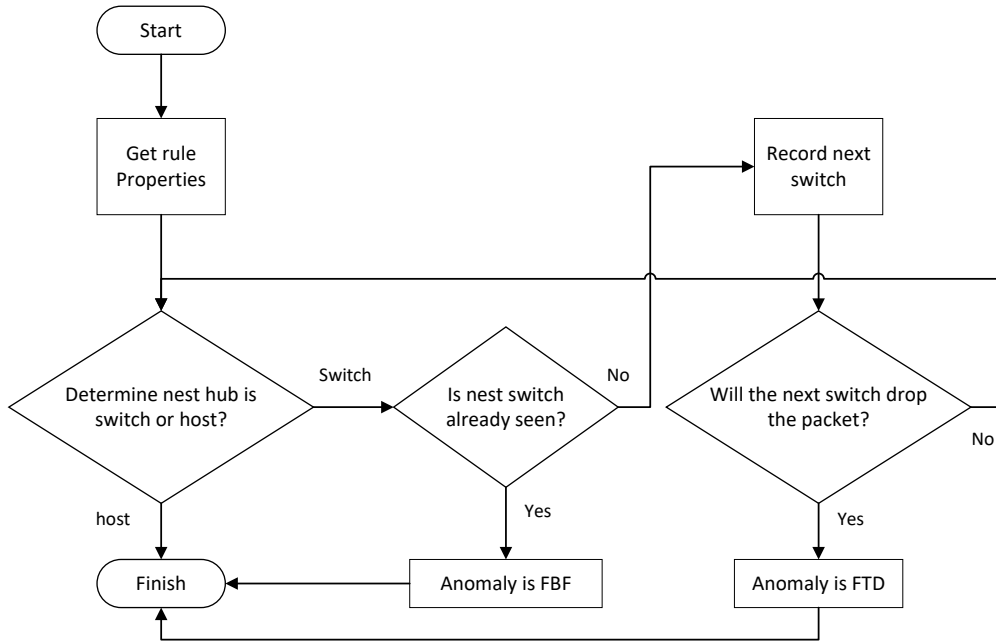 Start
Get rule
Properties
Record next
switch
Determine nest hub is
switch or host?
Switch
Is nest switch
already seen?
No
Will the next switch drop
the packet?
No
host
Yes
Yes
Finish
Anomaly is FBF
Anomaly is FTD